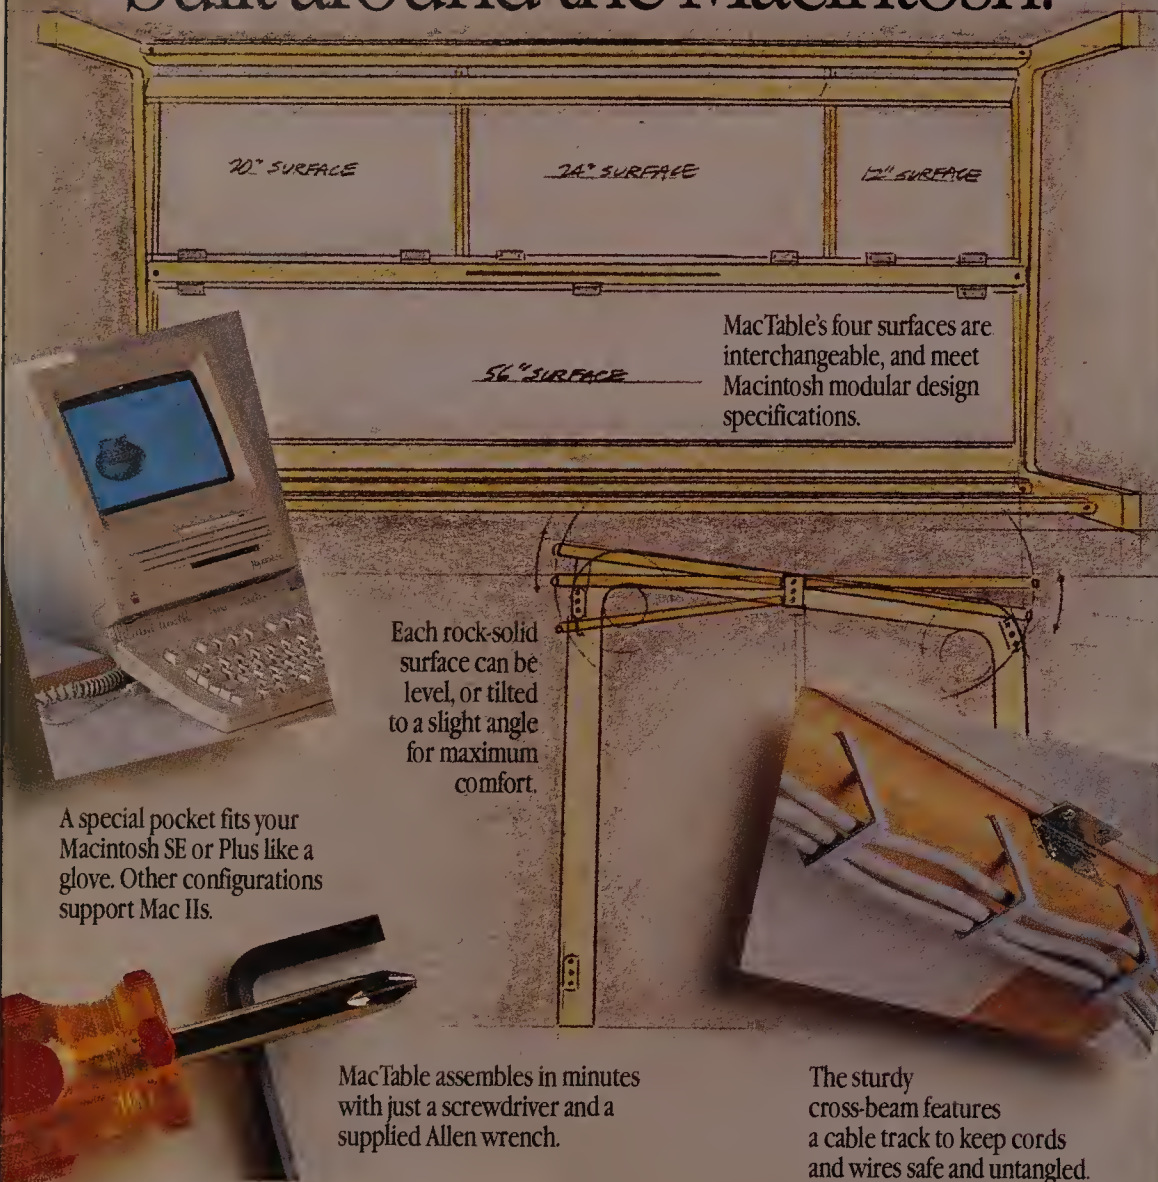 built around the Macintosh.
20" SURFACE
24" SURFACE
12" SURFACE
56" SURFACE
MacTable's four surfaces are
interchangeable, and meet
Macintosh modular design
specifications.
Each rock-solid
surface can be
level, or tilted
to a slight angle
for maximum
comfort.
A special pocket fits your
Macintosh SE or Plus like a
glove. Other configurations
support Mac IIs.
MacTable assembles in minutes
with just a screwdriver and a
supplied Allen wrench.
The sturdy
cross-beam features
a cable track to keep cords
and wires safe and untangled.